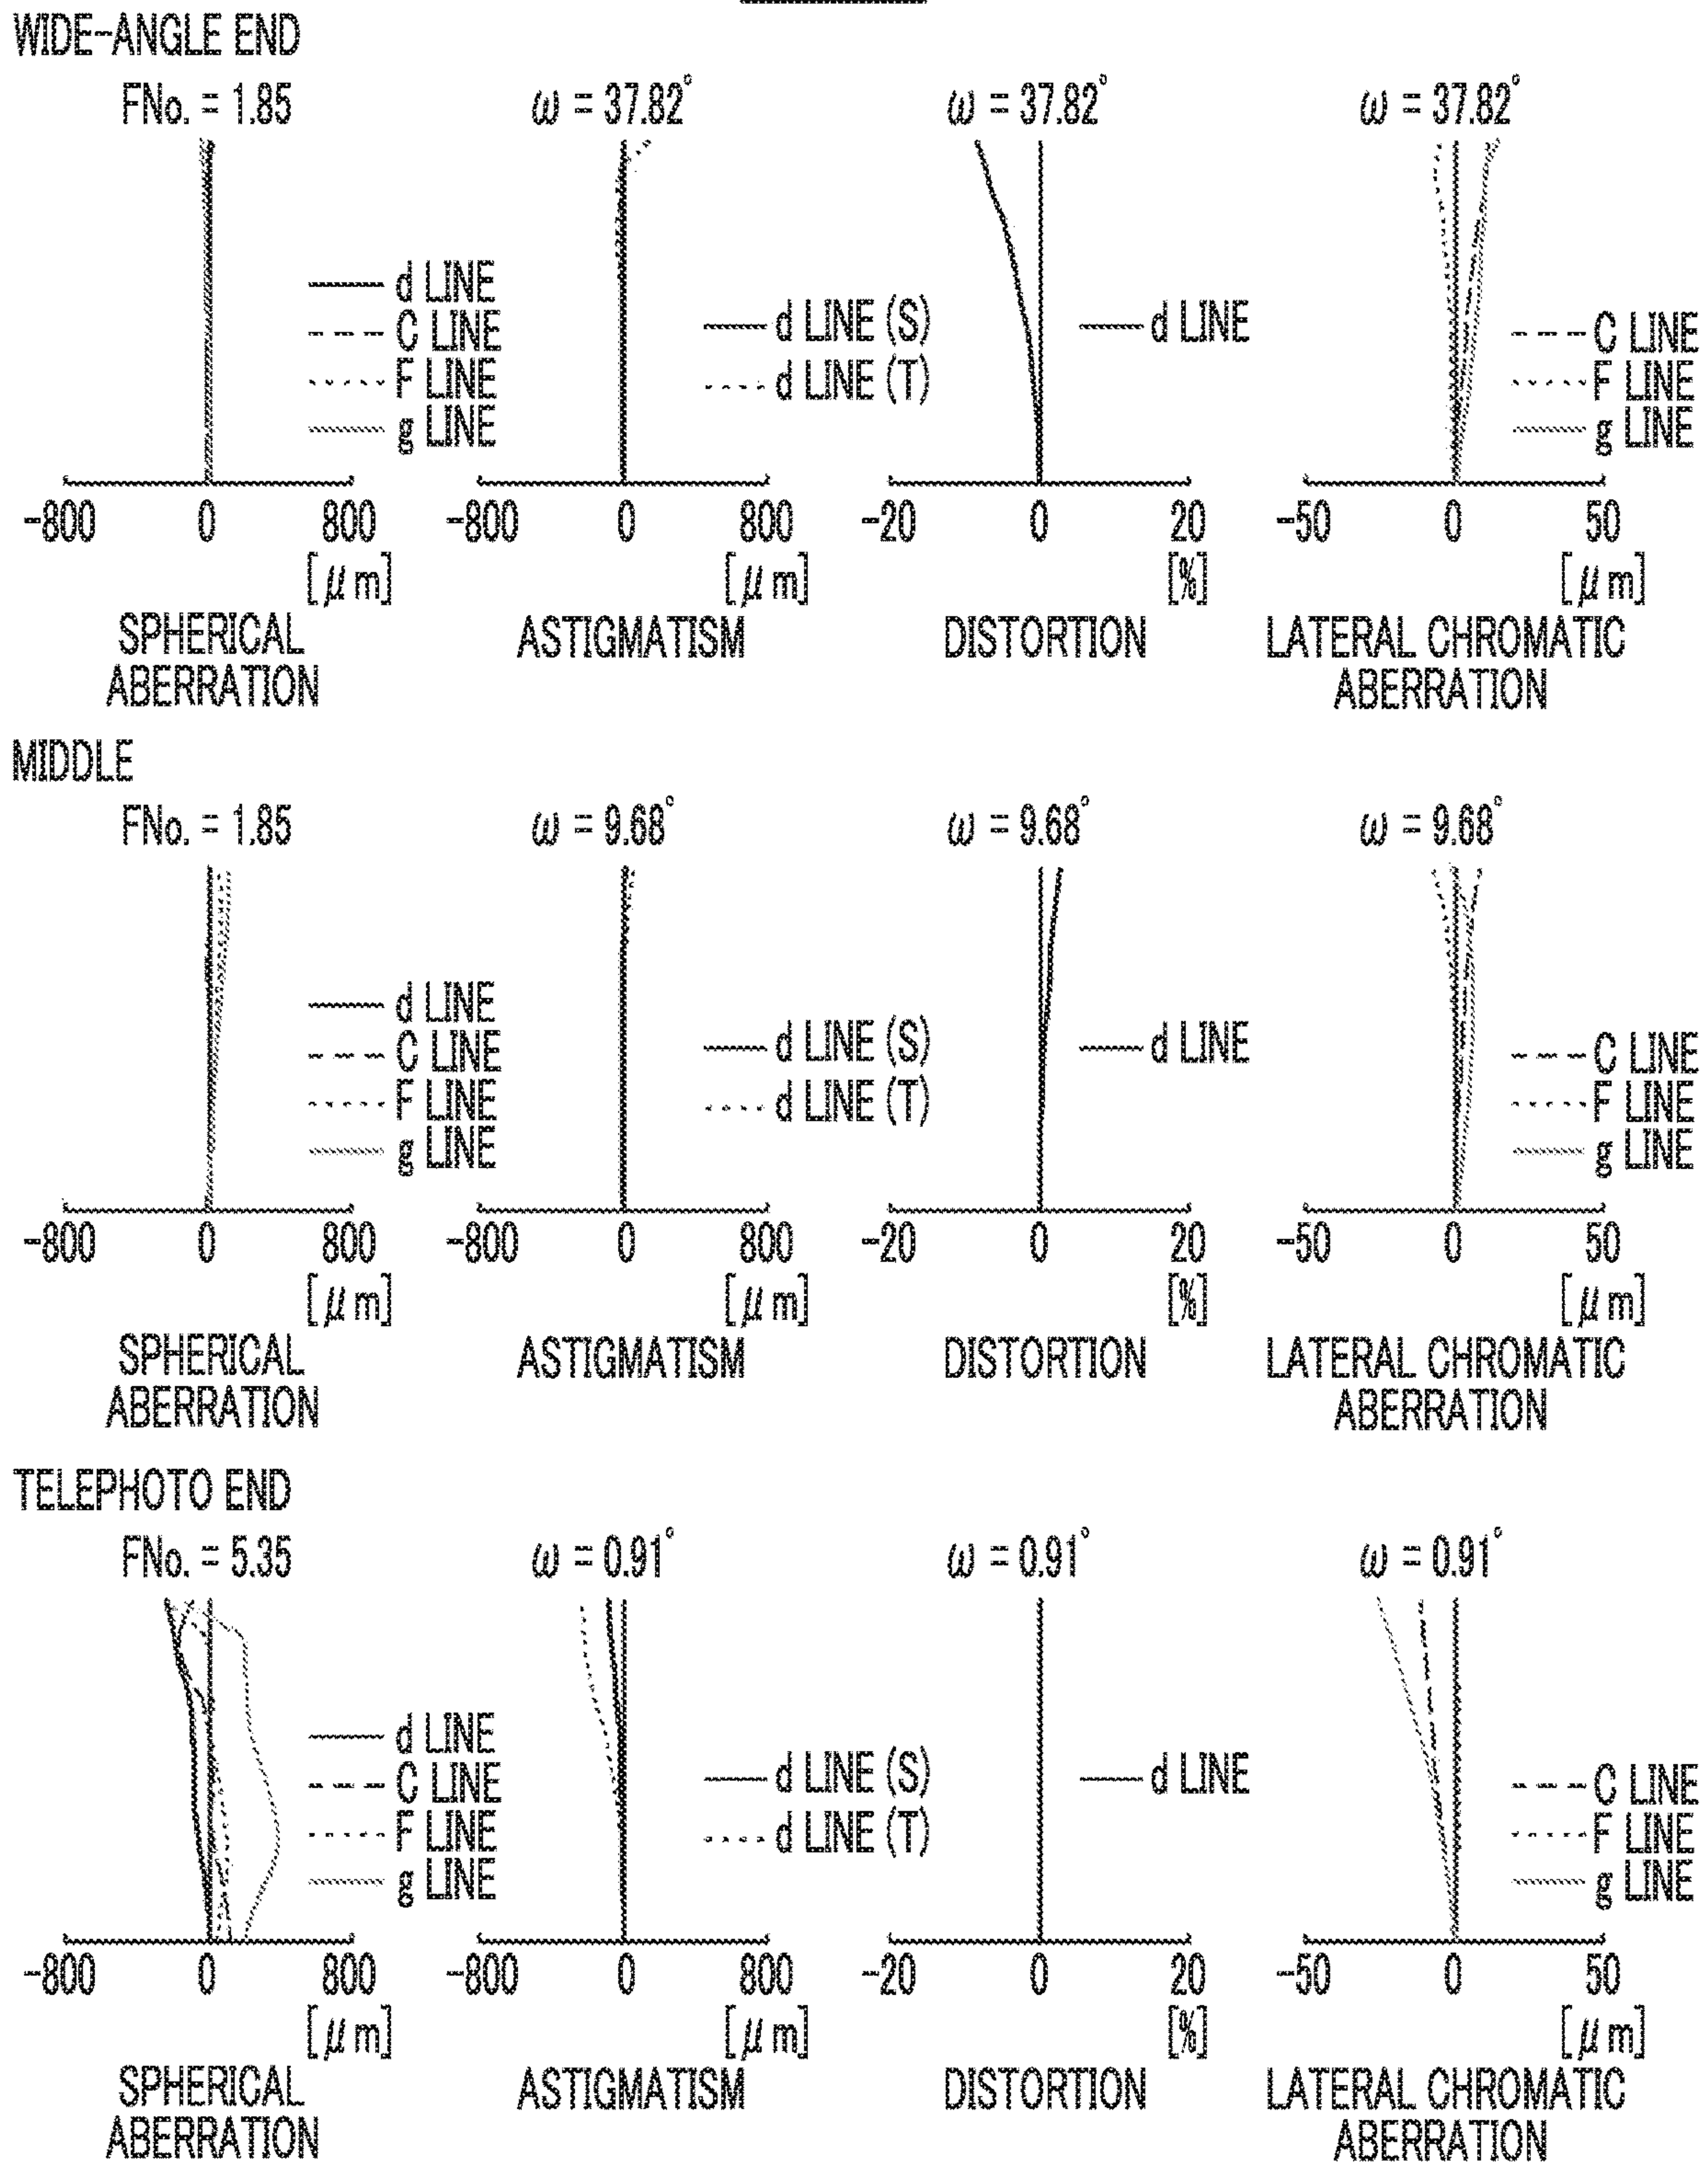 WIDE-ANGLE END
FNo. = 1.85
ω = 37.82°
ω = 37.82°
ω = 37.82°
d LINE
C LINE
F LINE
g LINE
d LINE (S)
d LINE (T)
d LINE
C LINE
F LINE
g LINE
-800 0 800
-800 0 800
-20 0 20
-50 0 50
[μm]
[μm]
[%]
[μm]
SPHERICAL
ABERRATION
ASTIGMATISM
DISTORTION
LATERAL CHROMATIC
ABERRATION
MIDDLE
FNo. = 1.85
ω = 9.68°
ω = 9.68°
ω = 9.68°
d LINE
C LINE
F LINE
g LINE
d LINE (S)
d LINE (T)
d LINE
C LINE
F LINE
g LINE
-800 0 800
-800 0 800
-20 0 20
-50 0 50
[μm]
[μm]
[%]
[μm]
SPHERICAL
ABERRATION
ASTIGMATISM
DISTORTION
LATERAL CHROMATIC
ABERRATION
TELEPHOTO END
FNo. = 5.35
ω = 0.91°
ω = 0.91°
ω = 0.91°
d LINE
C LINE
F LINE
g LINE
d LINE (S)
d LINE (T)
d LINE
C LINE
F LINE
g LINE
-800 0 800
-800 0 800
-20 0 20
-50 0 50
[μm]
[μm]
[%]
[μm]
SPHERICAL
ABERRATION
ASTIGMATISM
DISTORTION
LATERAL CHROMATIC
ABERRATION